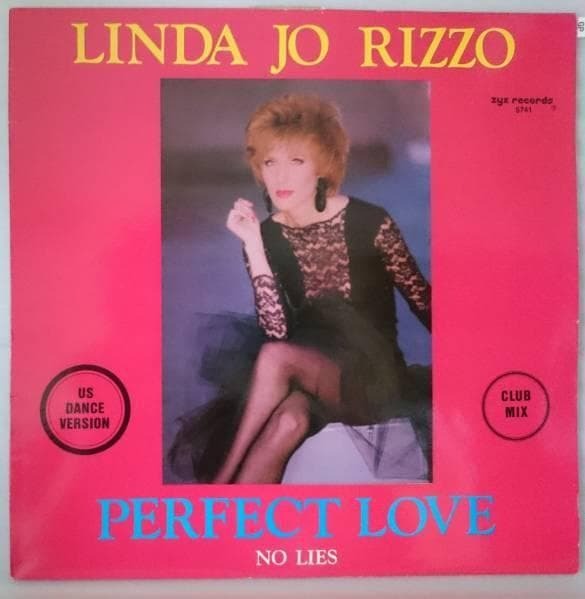 LINDA JO RIZZO
zyx records
5741
US
DANCE
VERSION
CLUB
MIX
PERFECT LOVE
NO LIES